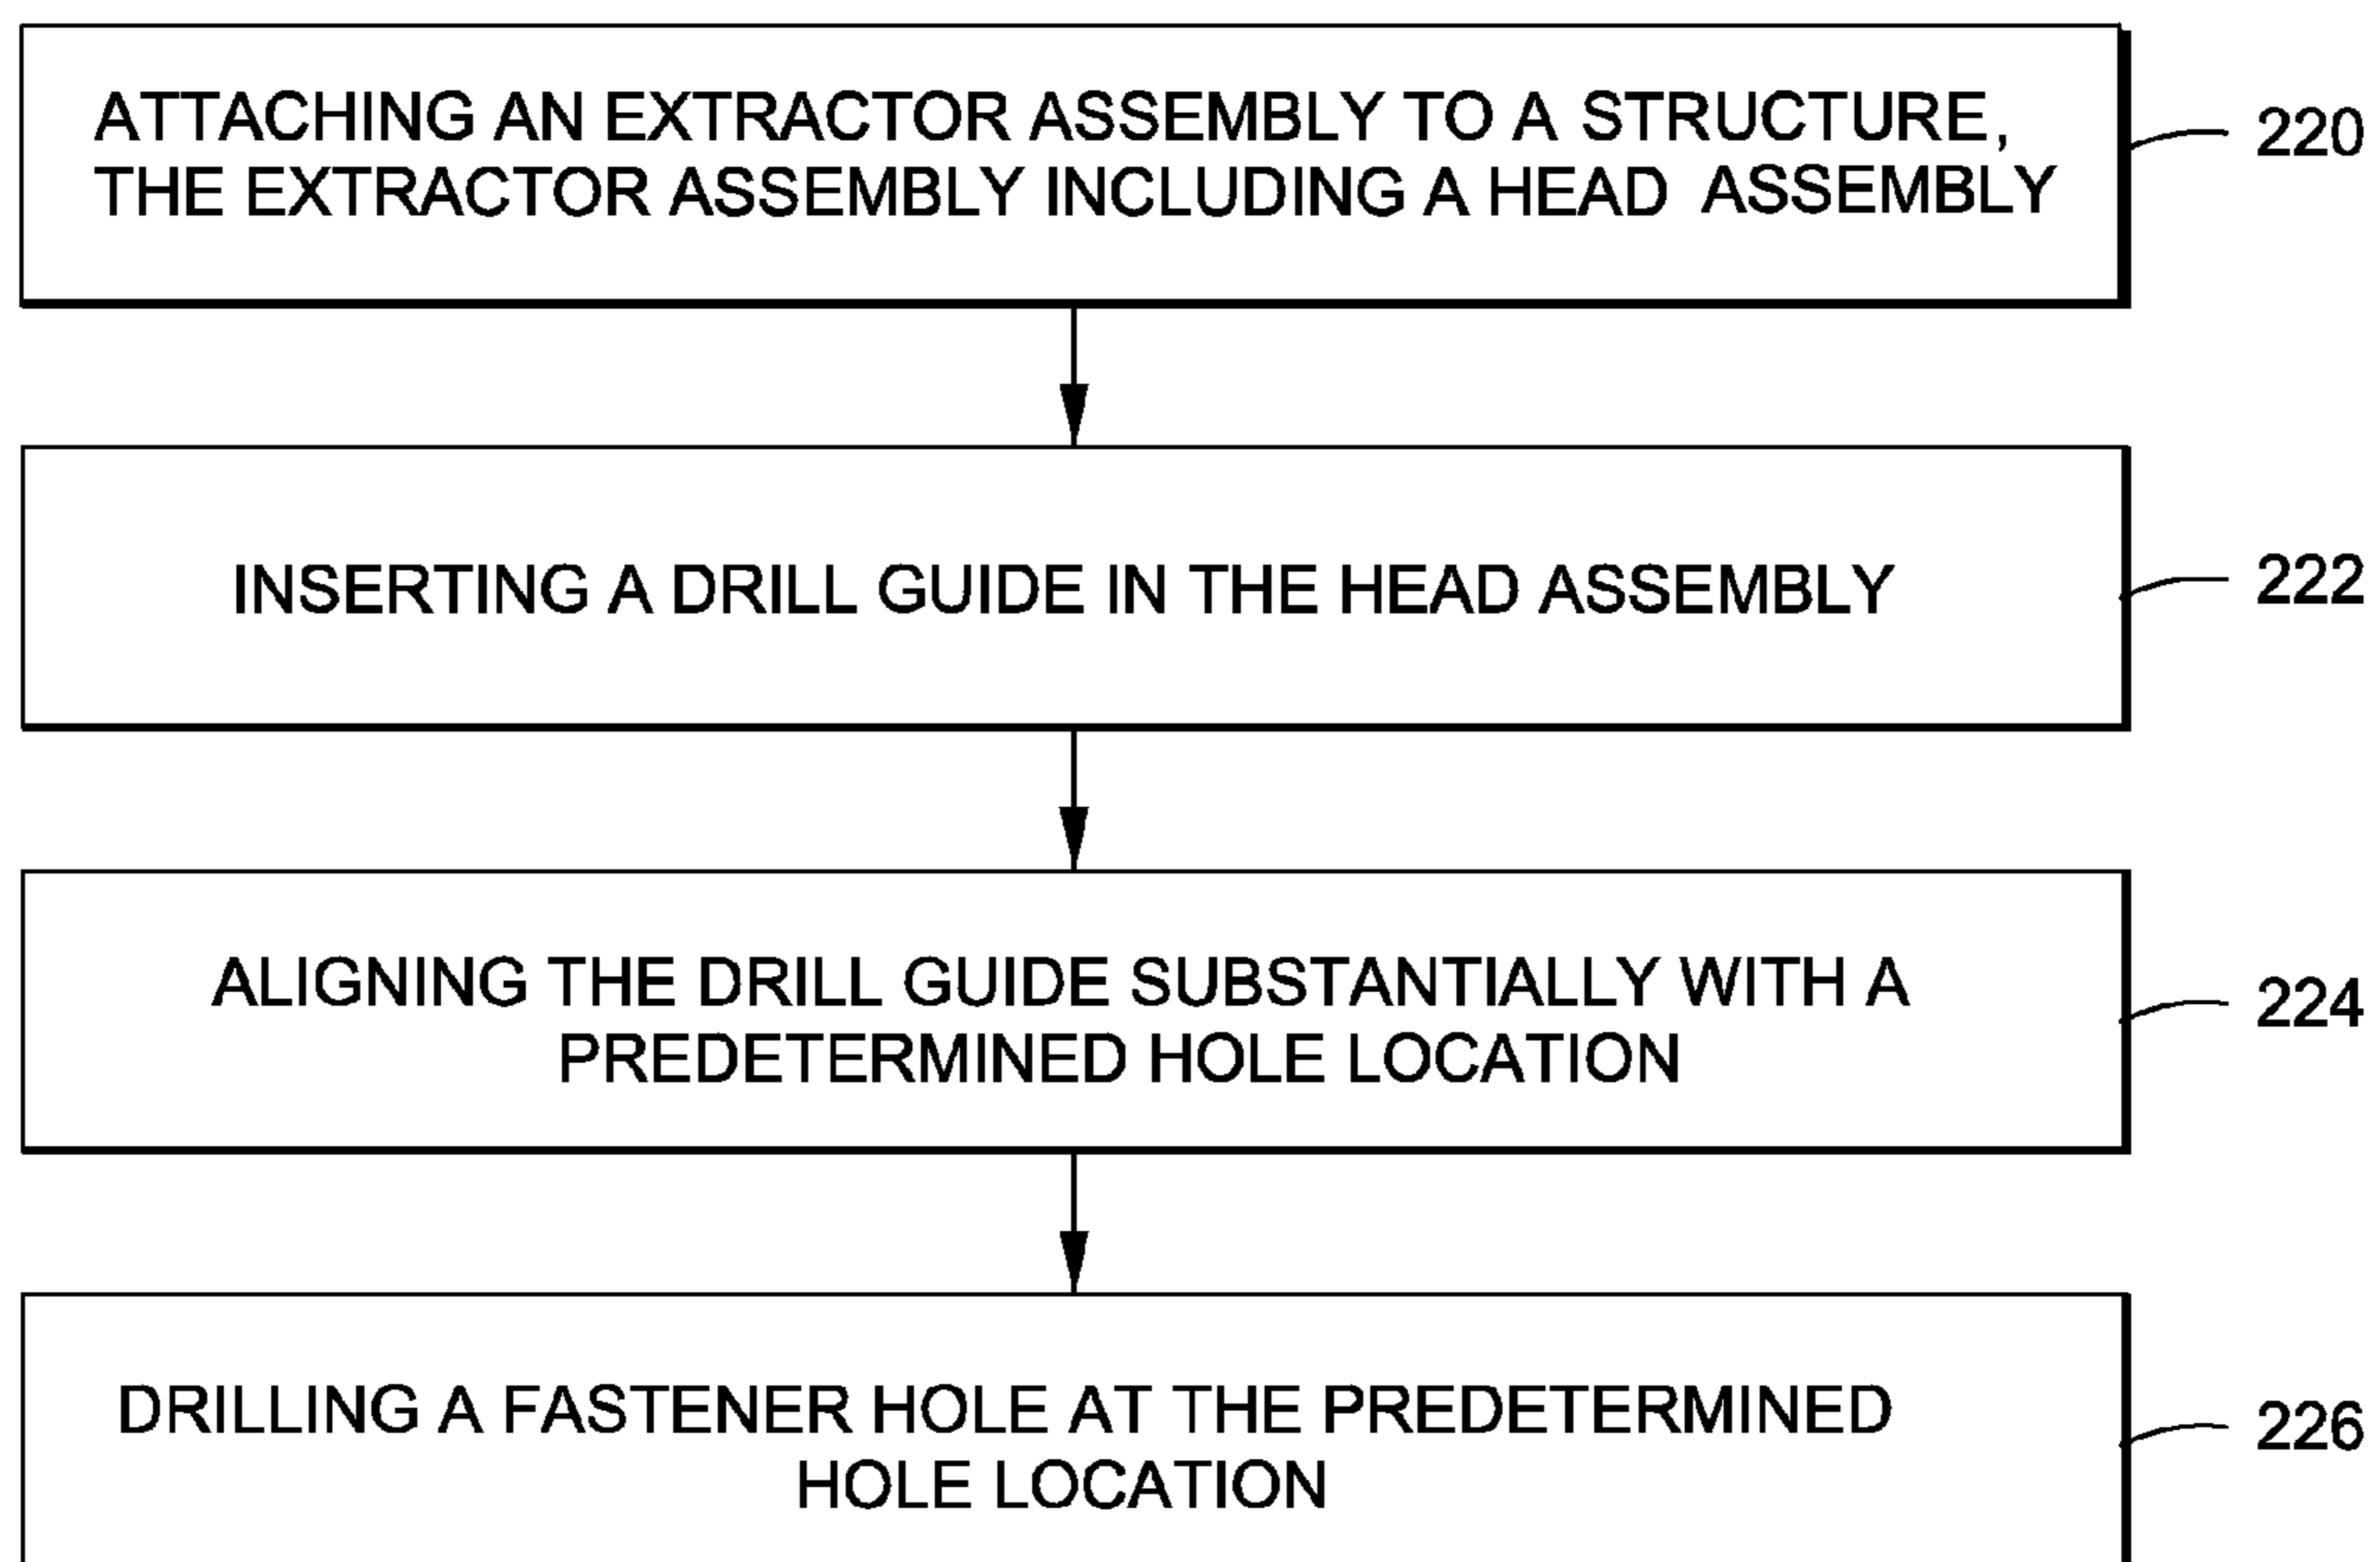 ATTACHING AN EXTRACTOR ASSEMBLY TO A STRUCTURE,
THE EXTRACTOR ASSEMBLY INCLUDING A HEAD ASSEMBLY
220
INSERTING A DRILL GUIDE IN THE HEAD ASSEMBLY
222
ALIGNING THE DRILL GUIDE SUBSTANTIALLY WITH A
PREDETERMINED HOLE LOCATION
224
DRILLING A FASTENER HOLE AT THE PREDETERMINED
HOLE LOCATION
226